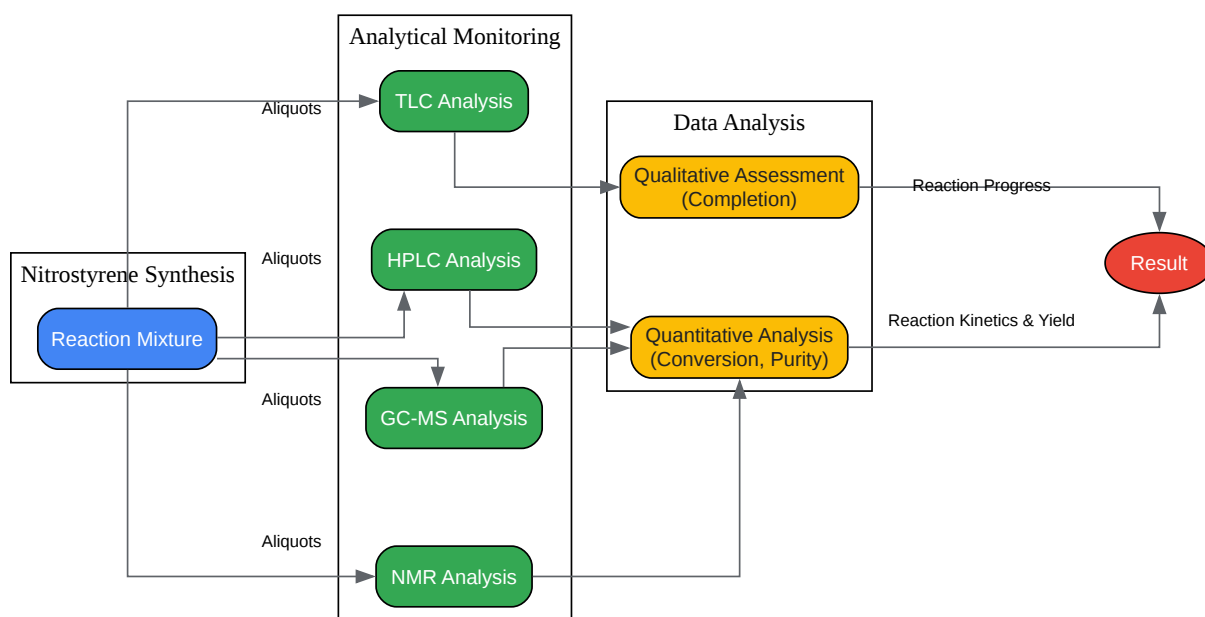 Analytical Monitoring
TLC Analysis
Aliquots
Data Analysis
Qualitative Assessment
(Completion)
Reaction Progress
HPLC Analysis
Aliquots
Nitrostyrene Synthesis
Result
Reaction Mixture
Quantitative Analysis
(Conversion, Purity)
Reaction Kinetics & Yield
Aliquots
GC-MS Analysis
Aliquots
NMR Analysis